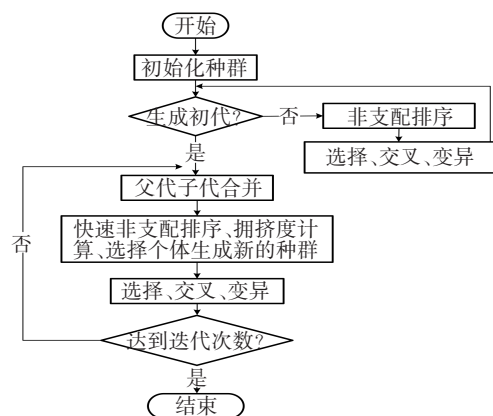 开始
初始化种群
生成初代?
否
非支配排序
选择、交叉、变异
是
父代子代合并
快速非支配排序、拥挤度计
算、选择个体生成新的种群
选择、交叉、变异
否
达到迭代次数?
是
结束